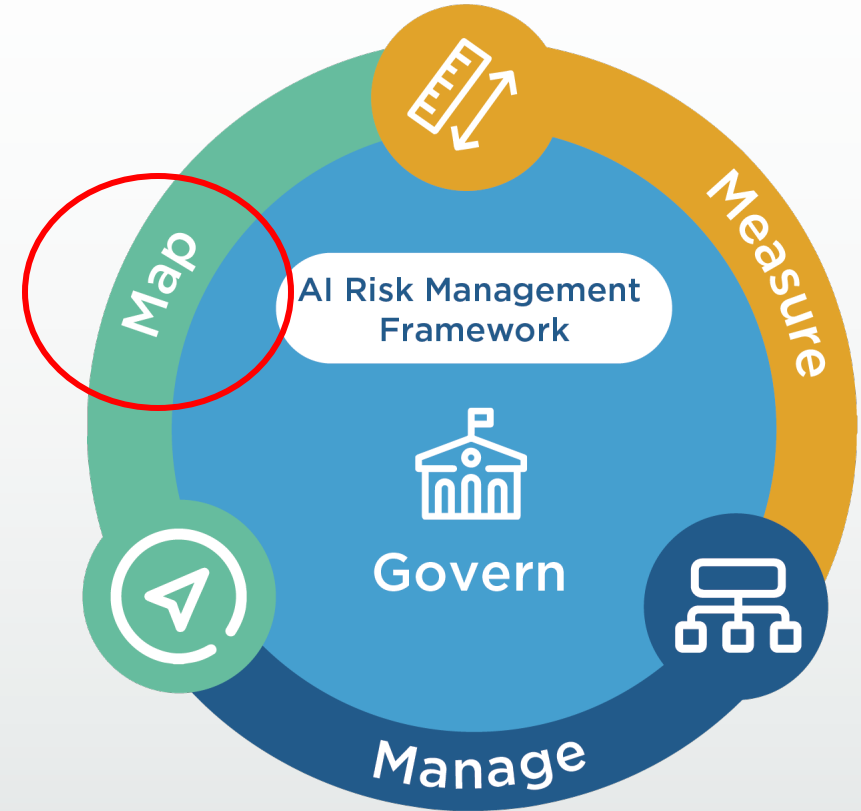 Map
Measure
AI Risk Management
Framework
Govern
Manage